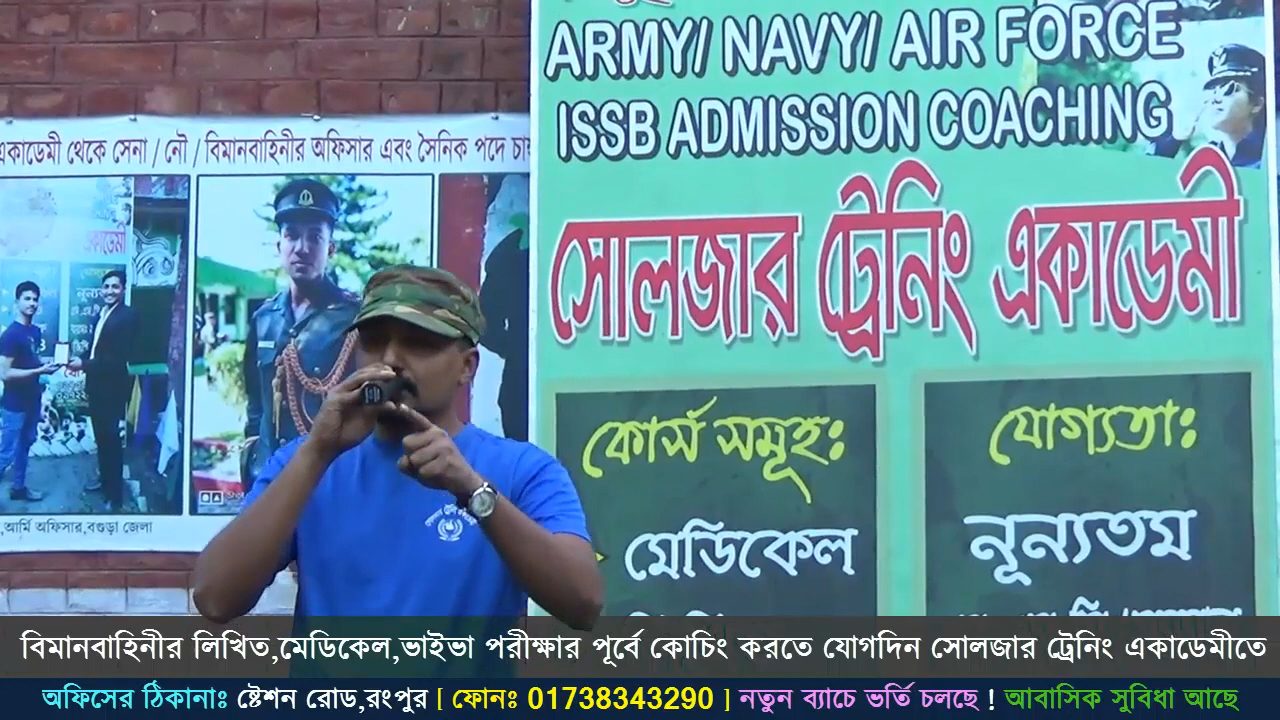 ARMY/ NAVY/ AIR FORCE
ISSB ADMISSION COACHING
সোলজার ট্রেনিং একাডেমী
কোর্স সমূহঃ
মেডিকেল
যোগ্যতাঃ
নূন্যতম
একাডেমী থেকে সেনা / নৌ / বিমানবাহিনীর অফিসার এবং সৈনিক পদে
একাডেমী
,আর্মি অফিসার,বগুড়া জেলা
বিমানবাহিনীর লিখিত,মেডিকেল,ভাইভা পরীক্ষার পূর্বে কোচিং করতে যোগদিন সোলজার ট্রেনিং একাডেমীতে
অফিসের ঠিকানাঃ ষ্টেশন রোড,রংপুর [ ফোনঃ 01738343290 ] নতুন ব্যাচে ভর্তি চলছে ! আবাসিক সুবিধা আছে